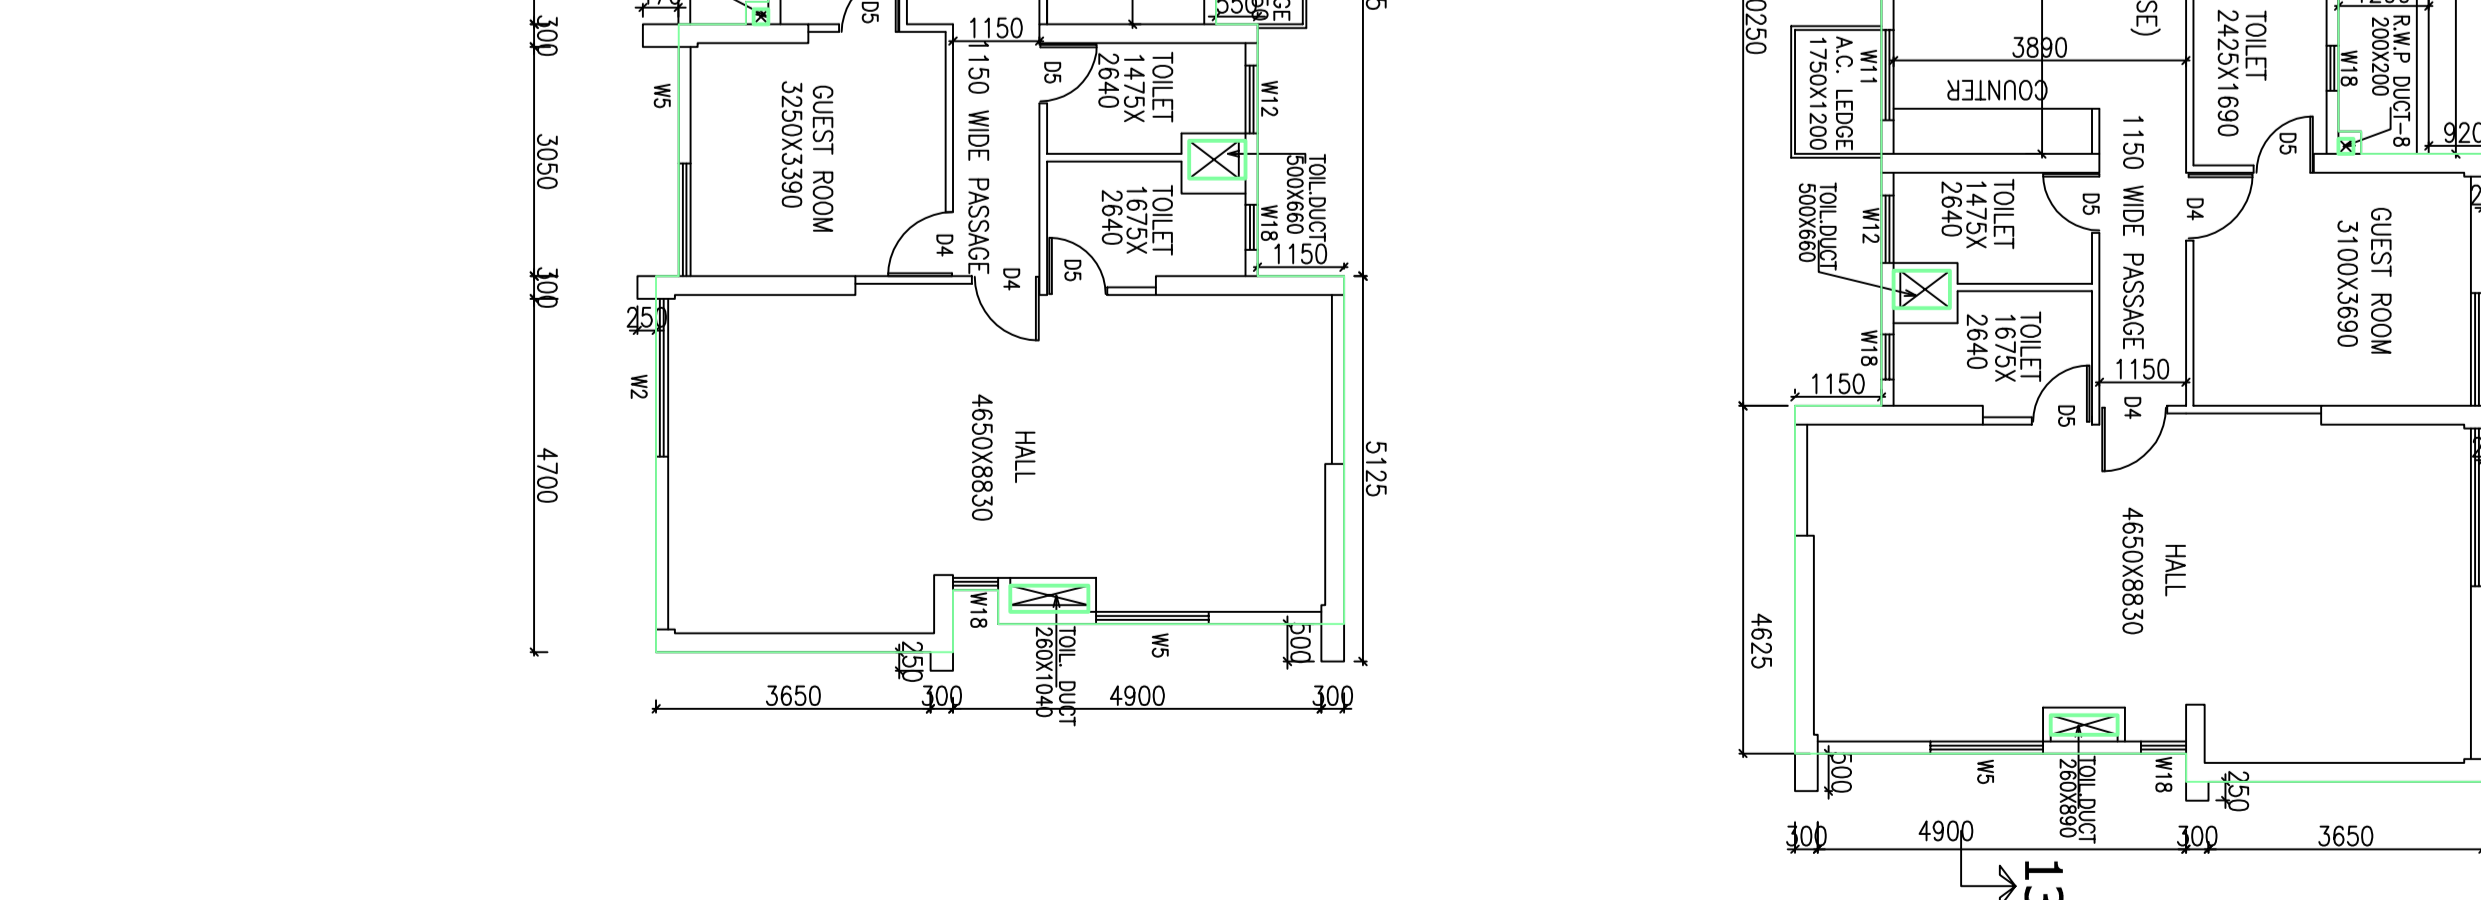 300
W5
3050
300
250
W2
4700
D5
GUEST ROOM
3250X3390
D4
1150
1150 WIDE PASSAGE
D5
TOILET
1475X
2640
W12
TOIL.DUCT
500X660
TOILET
1675X
2640
W18
1150
D4
D5
HALL
4650X8830
5125
W18
TOIL. DUCT
260X1040
W5
500
250
3650
300
4900
300
0250
A.C. LEDGE
1750X1200
W11
3890
COUNTER
SE)
TOILET
2425X1690
W18
R.W.P DUCT-8
200X200
920
D5
1150 WIDE PASSAGE
D4
D5
TOILET
1475X
2640
W12
TOIL.DUCT
500X660
GUEST ROOM
3100X3690
TOILET
1675X
2640
W18
1150
1150
D5
D4
HALL
4650X8830
4625
500
W5
TOIL.DUCT
260X890
W18
250
300
4900
300
3650
13